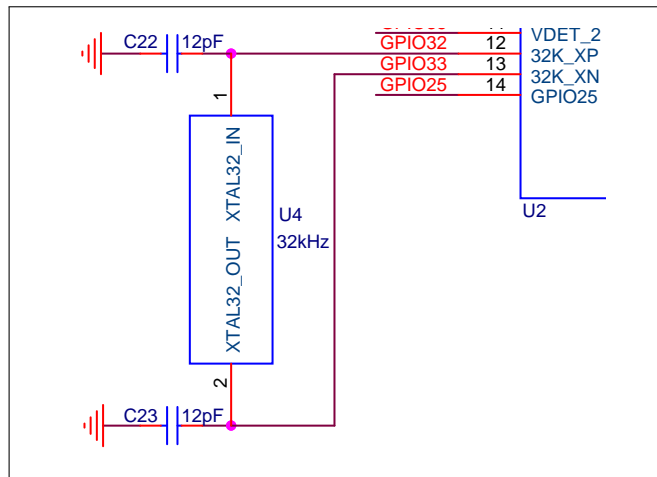 VDET_2
C22 12pF
GPIO32 12 32K_XP
GPIO33 13 32K_XN
GPIO25 14 GPIO25
1
XTAL32_IN
U4
32kHz
XTAL32_OUT
2
U2
C23 12pF